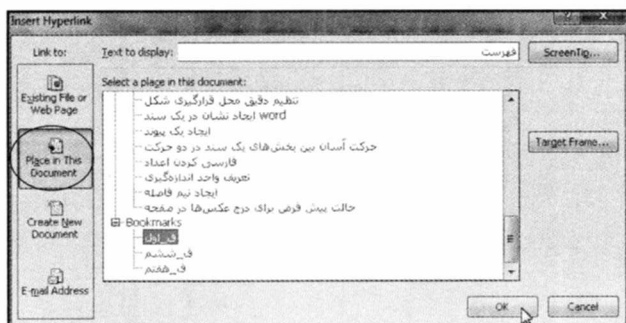 Insert Hyperlink
Link to:
Text to display: فهرست
ScreenTip...
Select a place in this document:
Existing File or Web Page
Place in This Document
Create New Document
E-mail Address
تنظیم دقیق محل قرارگیری شکل
ایجاد نشان در یک سند word
ایجاد یک پیوند
حرکت آسان بین بخش‌های یک سند در دو حرکت
فارسی کردن اعداد
تعریف واحد اندازه‌گیری
ایجاد نیم فاصله
حالت پیش فرض برای درج عکس‌ها در صفحه
Bookmarks
ف_اول
ف_ششم
ف_هفتم
Target Frame...
OK
Cancel